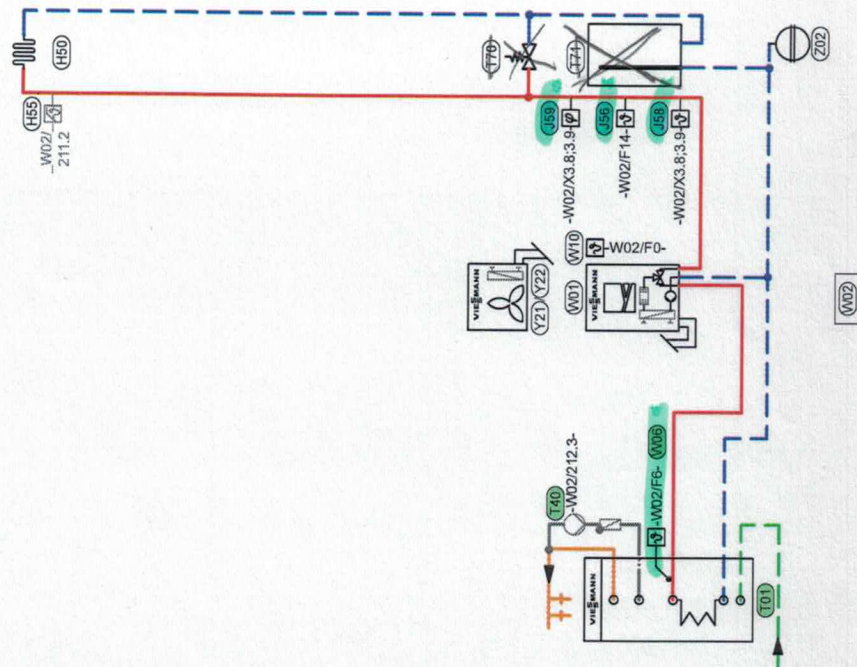 H50
H55
-W02/
211.2
T70
T71
Z02
J59
-W02/X3.8;3.9-
J56
-W02/F14-
J58
-W02/X3.8;3.9-
VIESMANN
Y21
Y22
W10
-W02/F0-
W01
VIESMANN
W02
T40
-W02/212.3-
-W02/F6-
W06
VIESMANN
T01